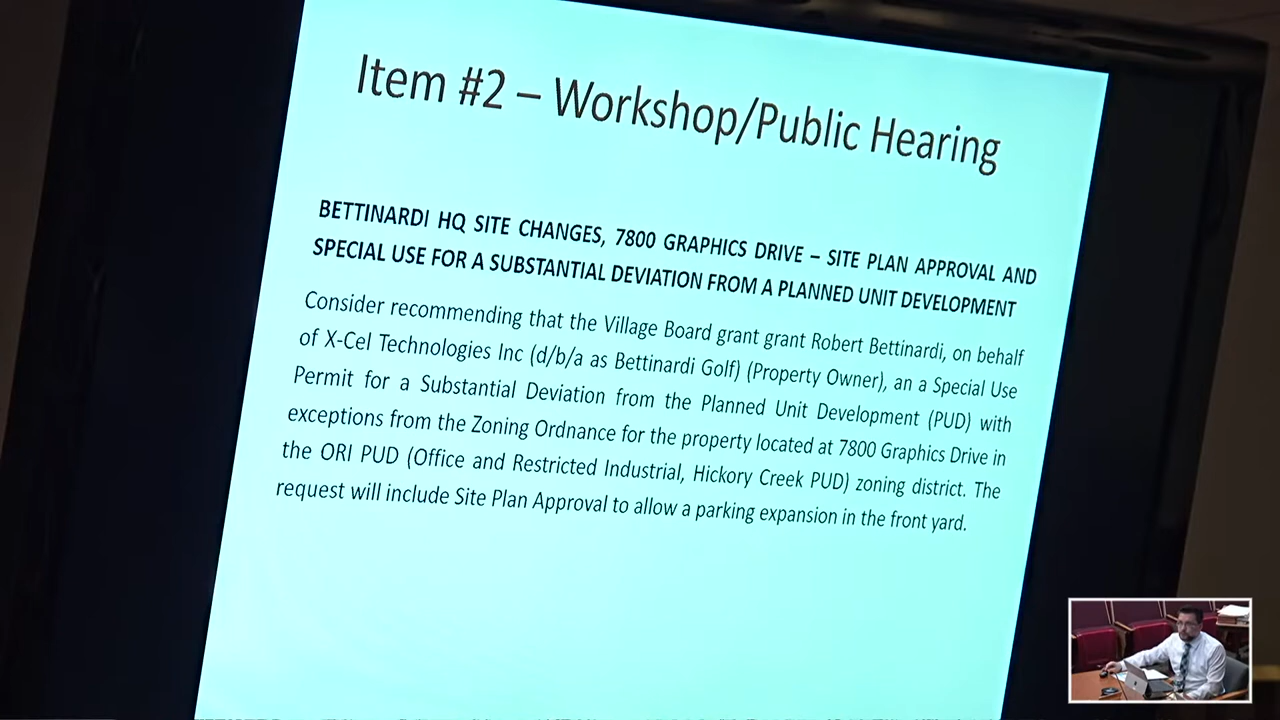 Item #2 – Workshop/Public Hearing
BETTINARDI HQ SITE CHANGES, 7800 GRAPHICS DRIVE – SITE PLAN APPROVAL AND
SPECIAL USE FOR A SUBSTANTIAL DEVIATION FROM A PLANNED UNIT DEVELOPMENT
Consider recommending that the Village Board grant grant Robert Bettinardi, on behalf
of X-Cel Technologies Inc (d/b/a as Bettinardi Golf) (Property Owner), an a Special Use
Permit for a Substantial Deviation from the Planned Unit Development (PUD) with
exceptions from the Zoning Ordnance for the property located at 7800 Graphics Drive in
the ORI PUD (Office and Restricted Industrial, Hickory Creek PUD) zoning district. The
request will include Site Plan Approval to allow a parking expansion in the front yard.